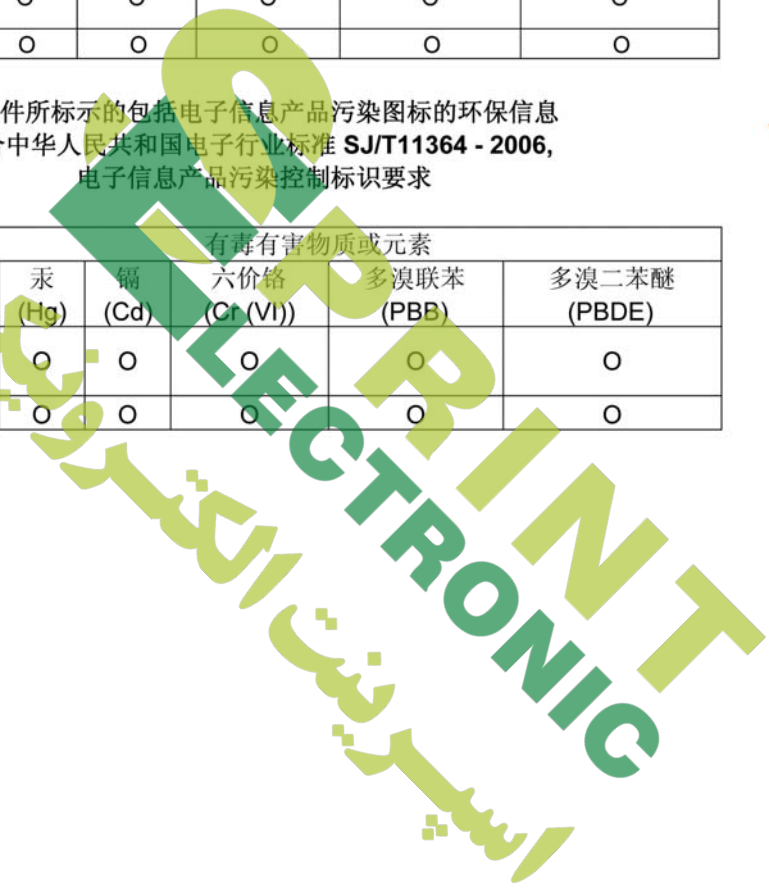 O O O O O
O O O O O
件所标示的包括电子信息产品污染图标的环保信息
合中华人民共和国电子行业标准 SJ/T11364 - 2006,
电子信息产品污染控制标识要求
有毒有害物质或元素
汞 镉 六价铬 多溴联苯 多溴二苯醚
(Hg) (Cd) (Cr (VI)) (PBB) (PBDE)
O O O O O
O O O O O
SPRINT
ELECTRONIC
اسپرینت الکترونیک